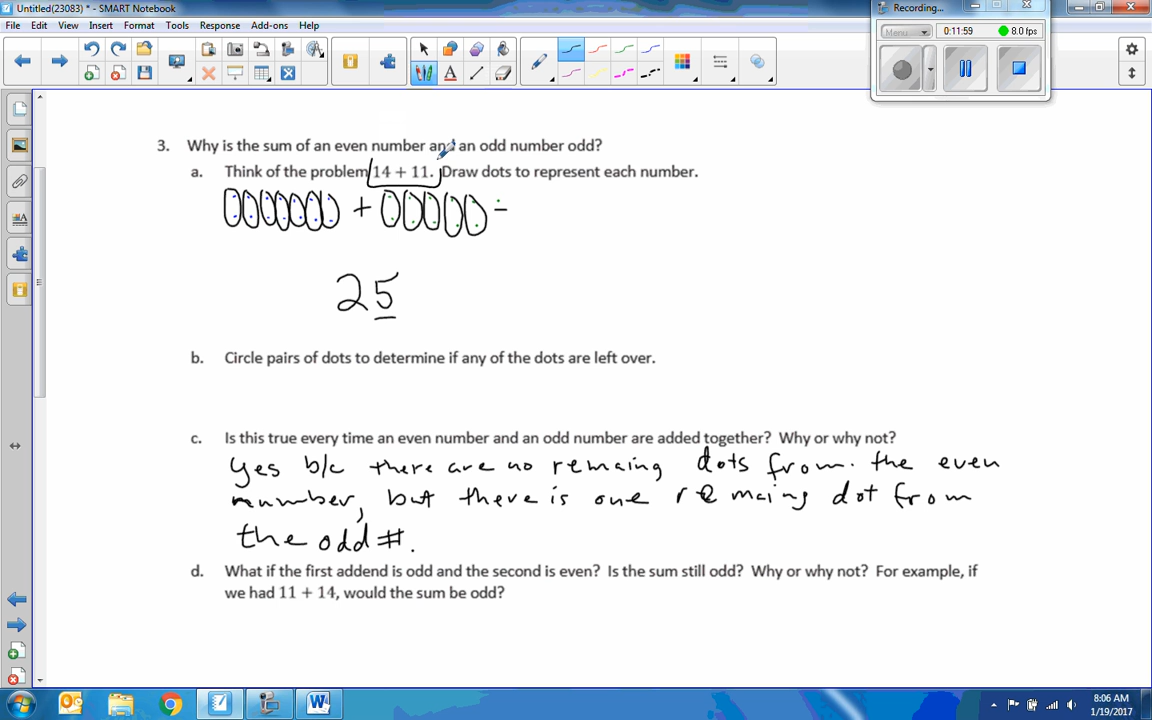 Untitled(23083) * - SMART Notebook
Recording...
File Edit View Insert Format Tools Response Add-ons Help
Menu
0:11:59
8.0 fps
3. Why is the sum of an even number and an odd number odd?
a. Think of the problem 14 + 11. Draw dots to represent each number.
+ =
25
b. Circle pairs of dots to determine if any of the dots are left over.
c. Is this true every time an even number and an odd number are added together? Why or why not?
Yes b/c there are no remaing dots from. the even
number, but there is one remaing dot from
the odd #.
d. What if the first addend is odd and the second is even? Is the sum still odd? Why or why not? For example, if
we had 11 + 14, would the sum be odd?
8:06 AM
1/19/2017